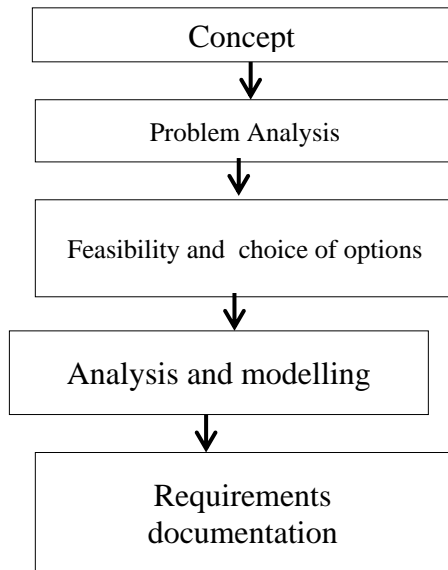 Concept
Problem Analysis
Feasibility and choice of options
Analysis and modelling
Requirements
documentation